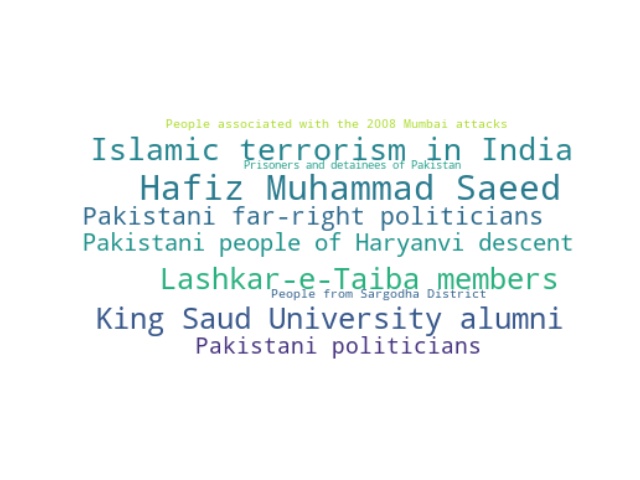 People associated with the 2008 Mumbai attacks
Islamic terrorism in India
Prisoners and detainees of Pakistan
Hafiz Muhammad Saeed
Pakistani far-right politicians
Pakistani people of Haryanvi descent
Lashkar-e-Taiba members
People from Sargodha District
King Saud University alumni
Pakistani politicians